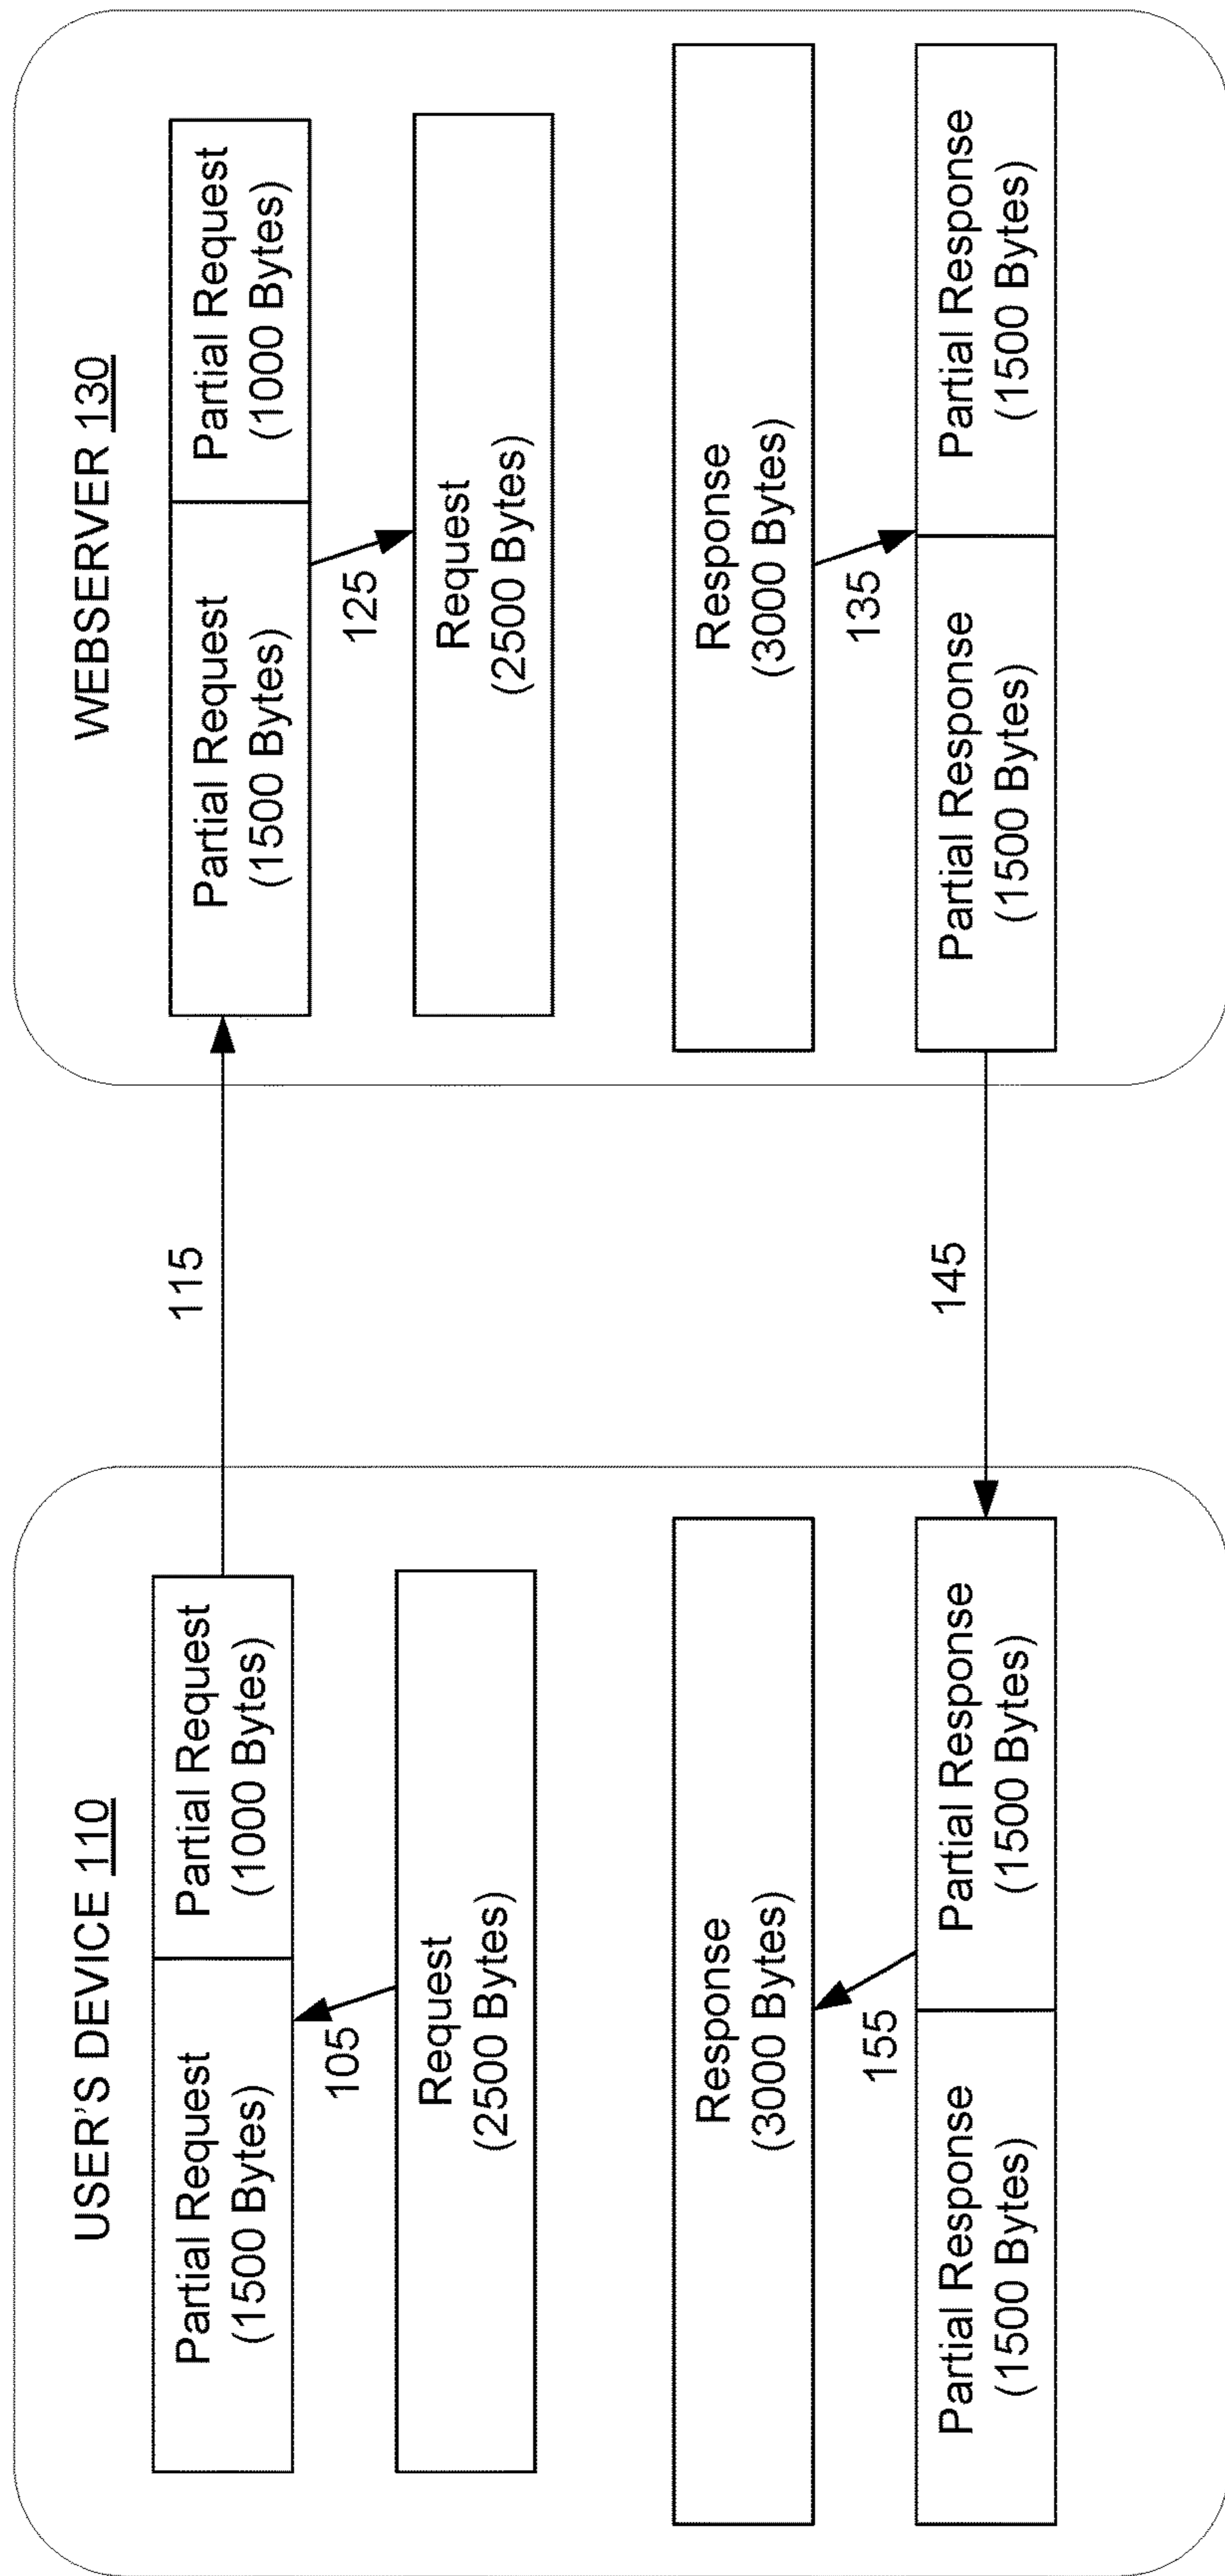 USER'S DEVICE 110
Partial Request
(1500 Bytes)
Partial Request
(1000 Bytes)
105
Request
(2500 Bytes)
Response
(3000 Bytes)
155
Partial Response
(1500 Bytes)
Partial Response
(1500 Bytes)
115
145
WEBSERVER 130
Partial Request
(1500 Bytes)
Partial Request
(1000 Bytes)
125
Request
(2500 Bytes)
Response
(3000 Bytes)
135
Partial Response
(1500 Bytes)
Partial Response
(1500 Bytes)